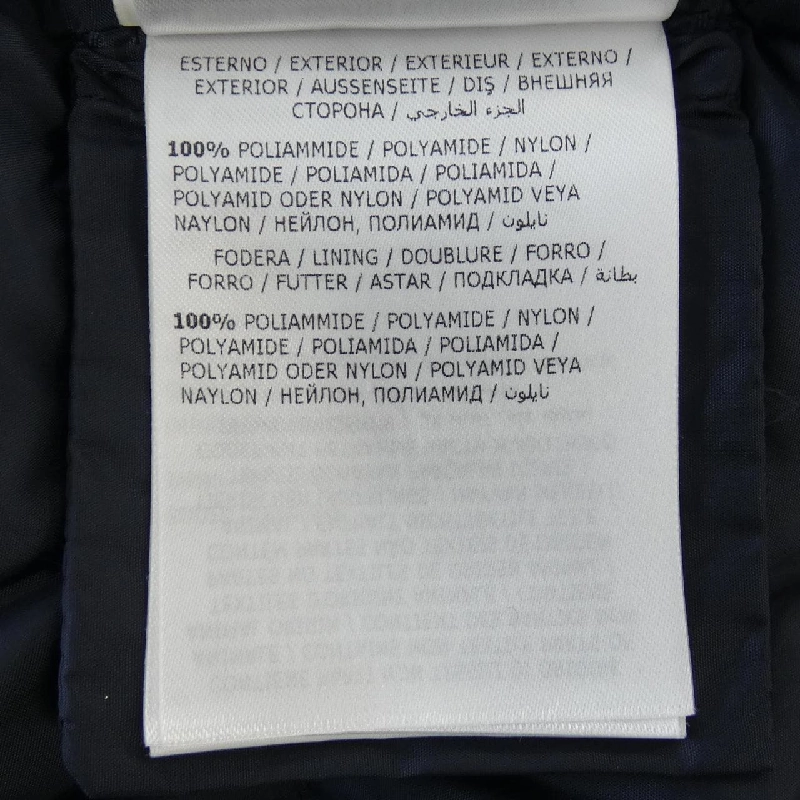 ESTERNO / EXTERIOR / EXTERIEUR / EXTERNO /
EXTERIOR / AUSSENSEITE / DIŞ / ВНЕШНЯЯ
СТОРОНА / الجزء الخارجي
100% POLIAMMIDE / POLYAMIDE / NYLON /
POLYAMIDE / POLIAMIDA / POLIAMIDA /
POLYAMID ODER NYLON / POLYAMID VEYA
NAYLON / НЕЙЛОН, ПОЛИАМИД / نايلون
FODERA / LINING / DOUBLURE / FORRO /
FORRO / FUTTER / ASTAR / ПОДКЛАДКА / بطانة
100% POLIAMMIDE / POLYAMIDE / NYLON /
POLYAMIDE / POLIAMIDA / POLIAMIDA /
POLYAMID ODER NYLON / POLYAMID VEYA
NAYLON / НЕЙЛОН, ПОЛИАМИД / نايلون